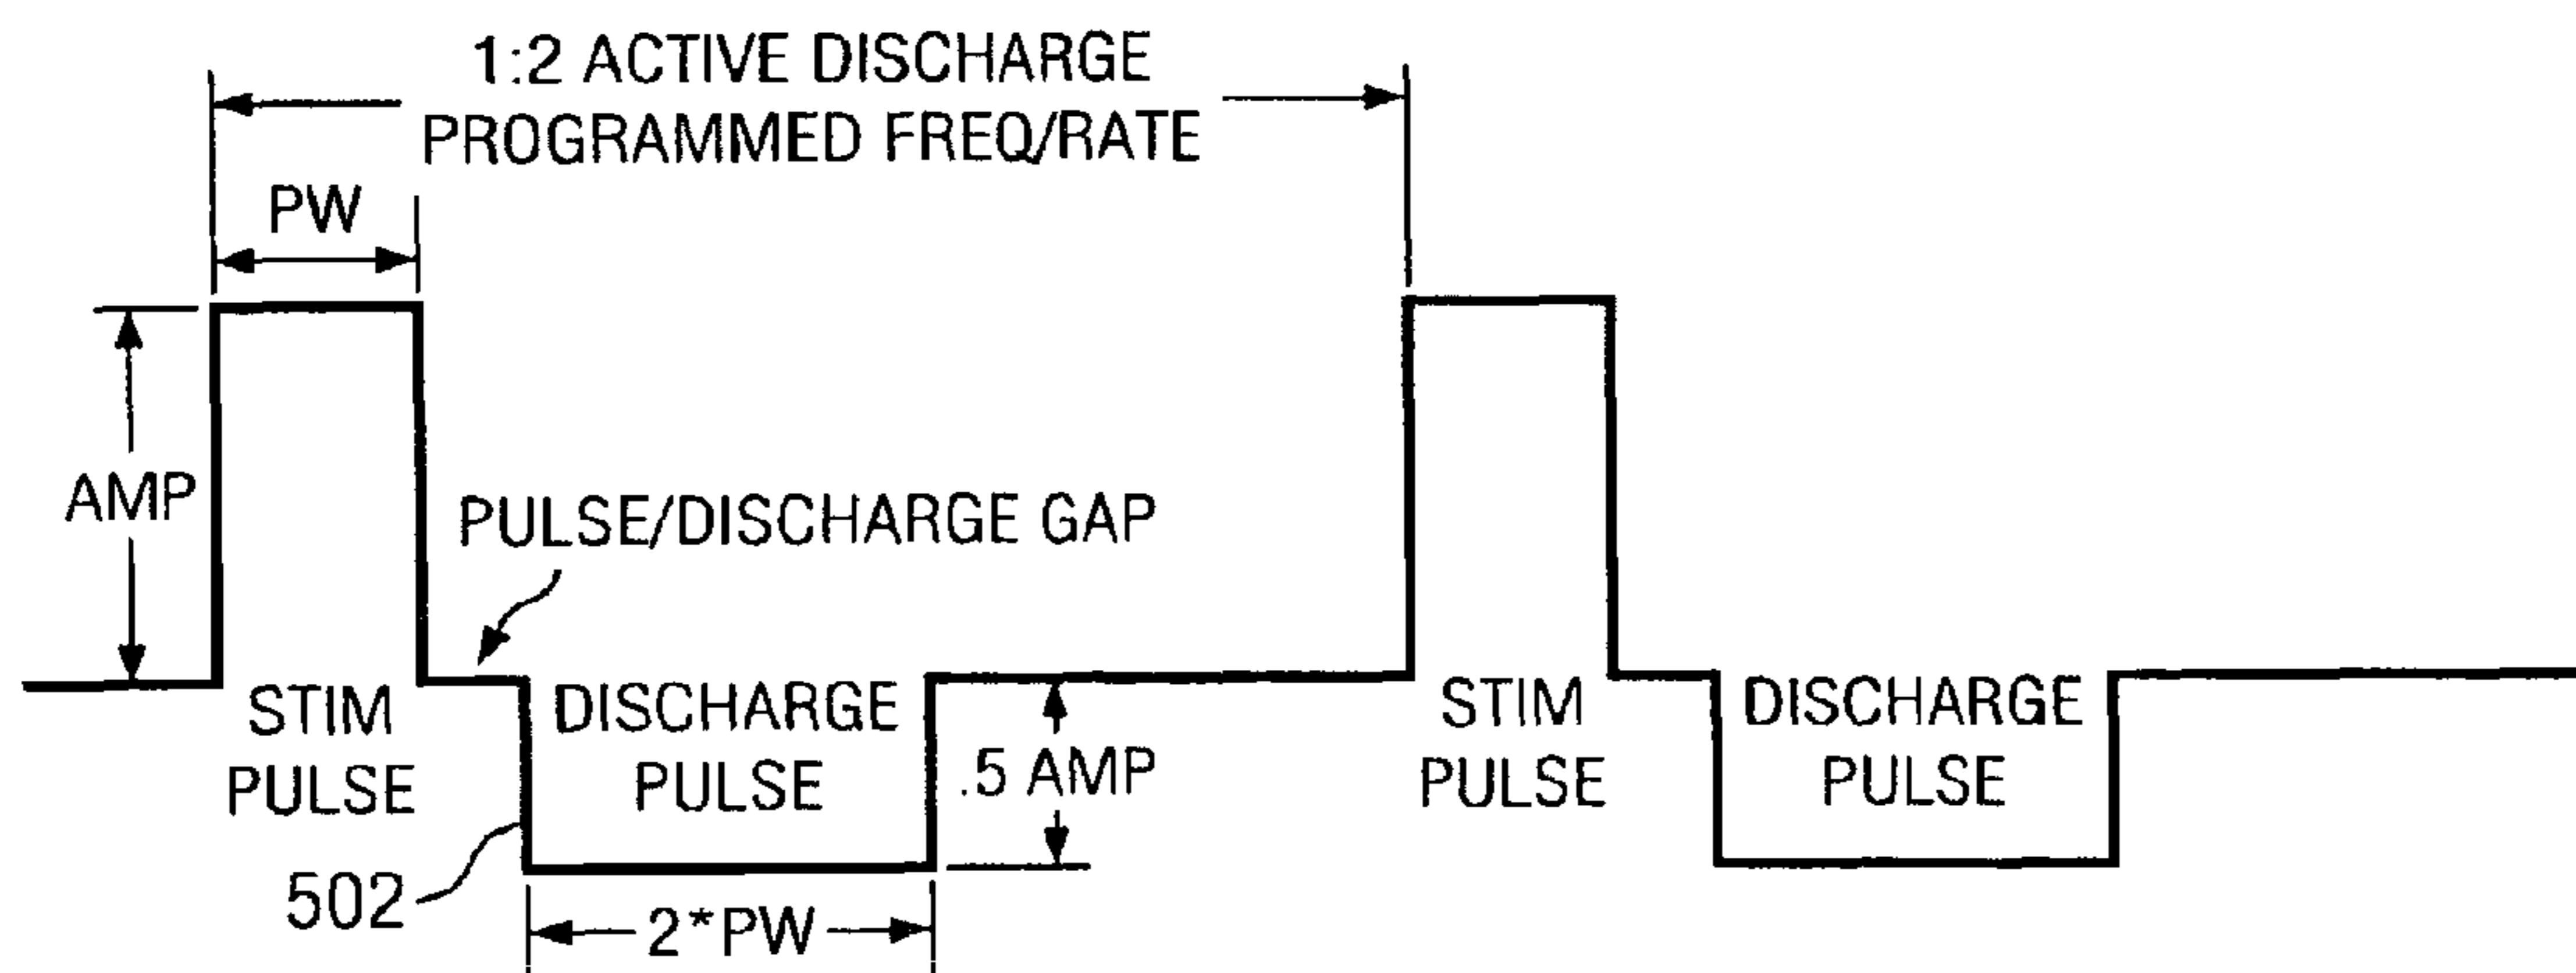 1:2 ACTIVE DISCHARGE
PROGRAMMED FREQ/RATE
PW
AMP
PULSE/DISCHARGE GAP
STIM
PULSE
DISCHARGE
PULSE
.5 AMP
STIM
PULSE
DISCHARGE
PULSE
502
2*PW